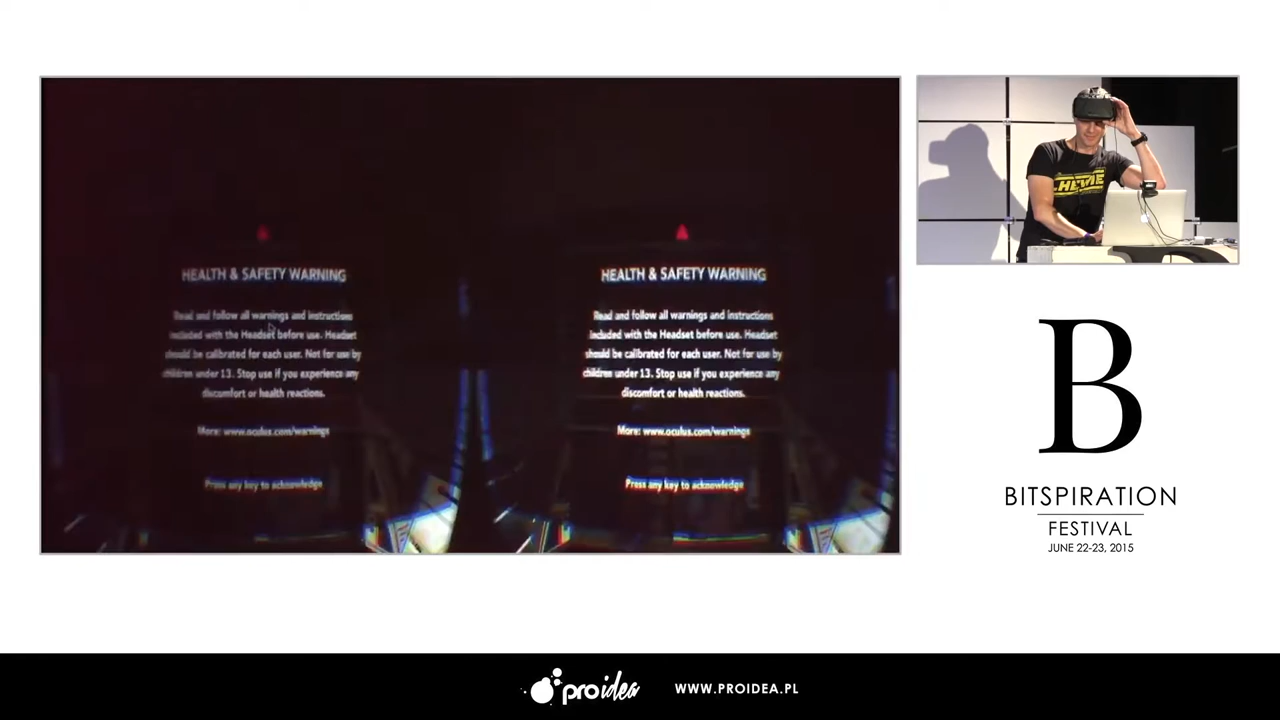 HEALTH & SAFETY WARNING
Read and follow all warnings and instructions
included with the Headset before use. Headset
should be calibrated for each user. Not for use by
children under 13. Stop use if you experience any
discomfort or health reactions.
More: www.oculus.com/warnings
Press any key to acknowledge
HEALTH & SAFETY WARNING
Read and follow all warnings and instructions
included with the Headset before use. Headset
should be calibrated for each user. Not for use by
children under 13. Stop use if you experience any
discomfort or health reactions.
More: www.oculus.com/warnings
Press any key to acknowledge
B
BITSPIRATION
FESTIVAL
JUNE 22-23, 2015
proidea
WWW.PROIDEA.PL